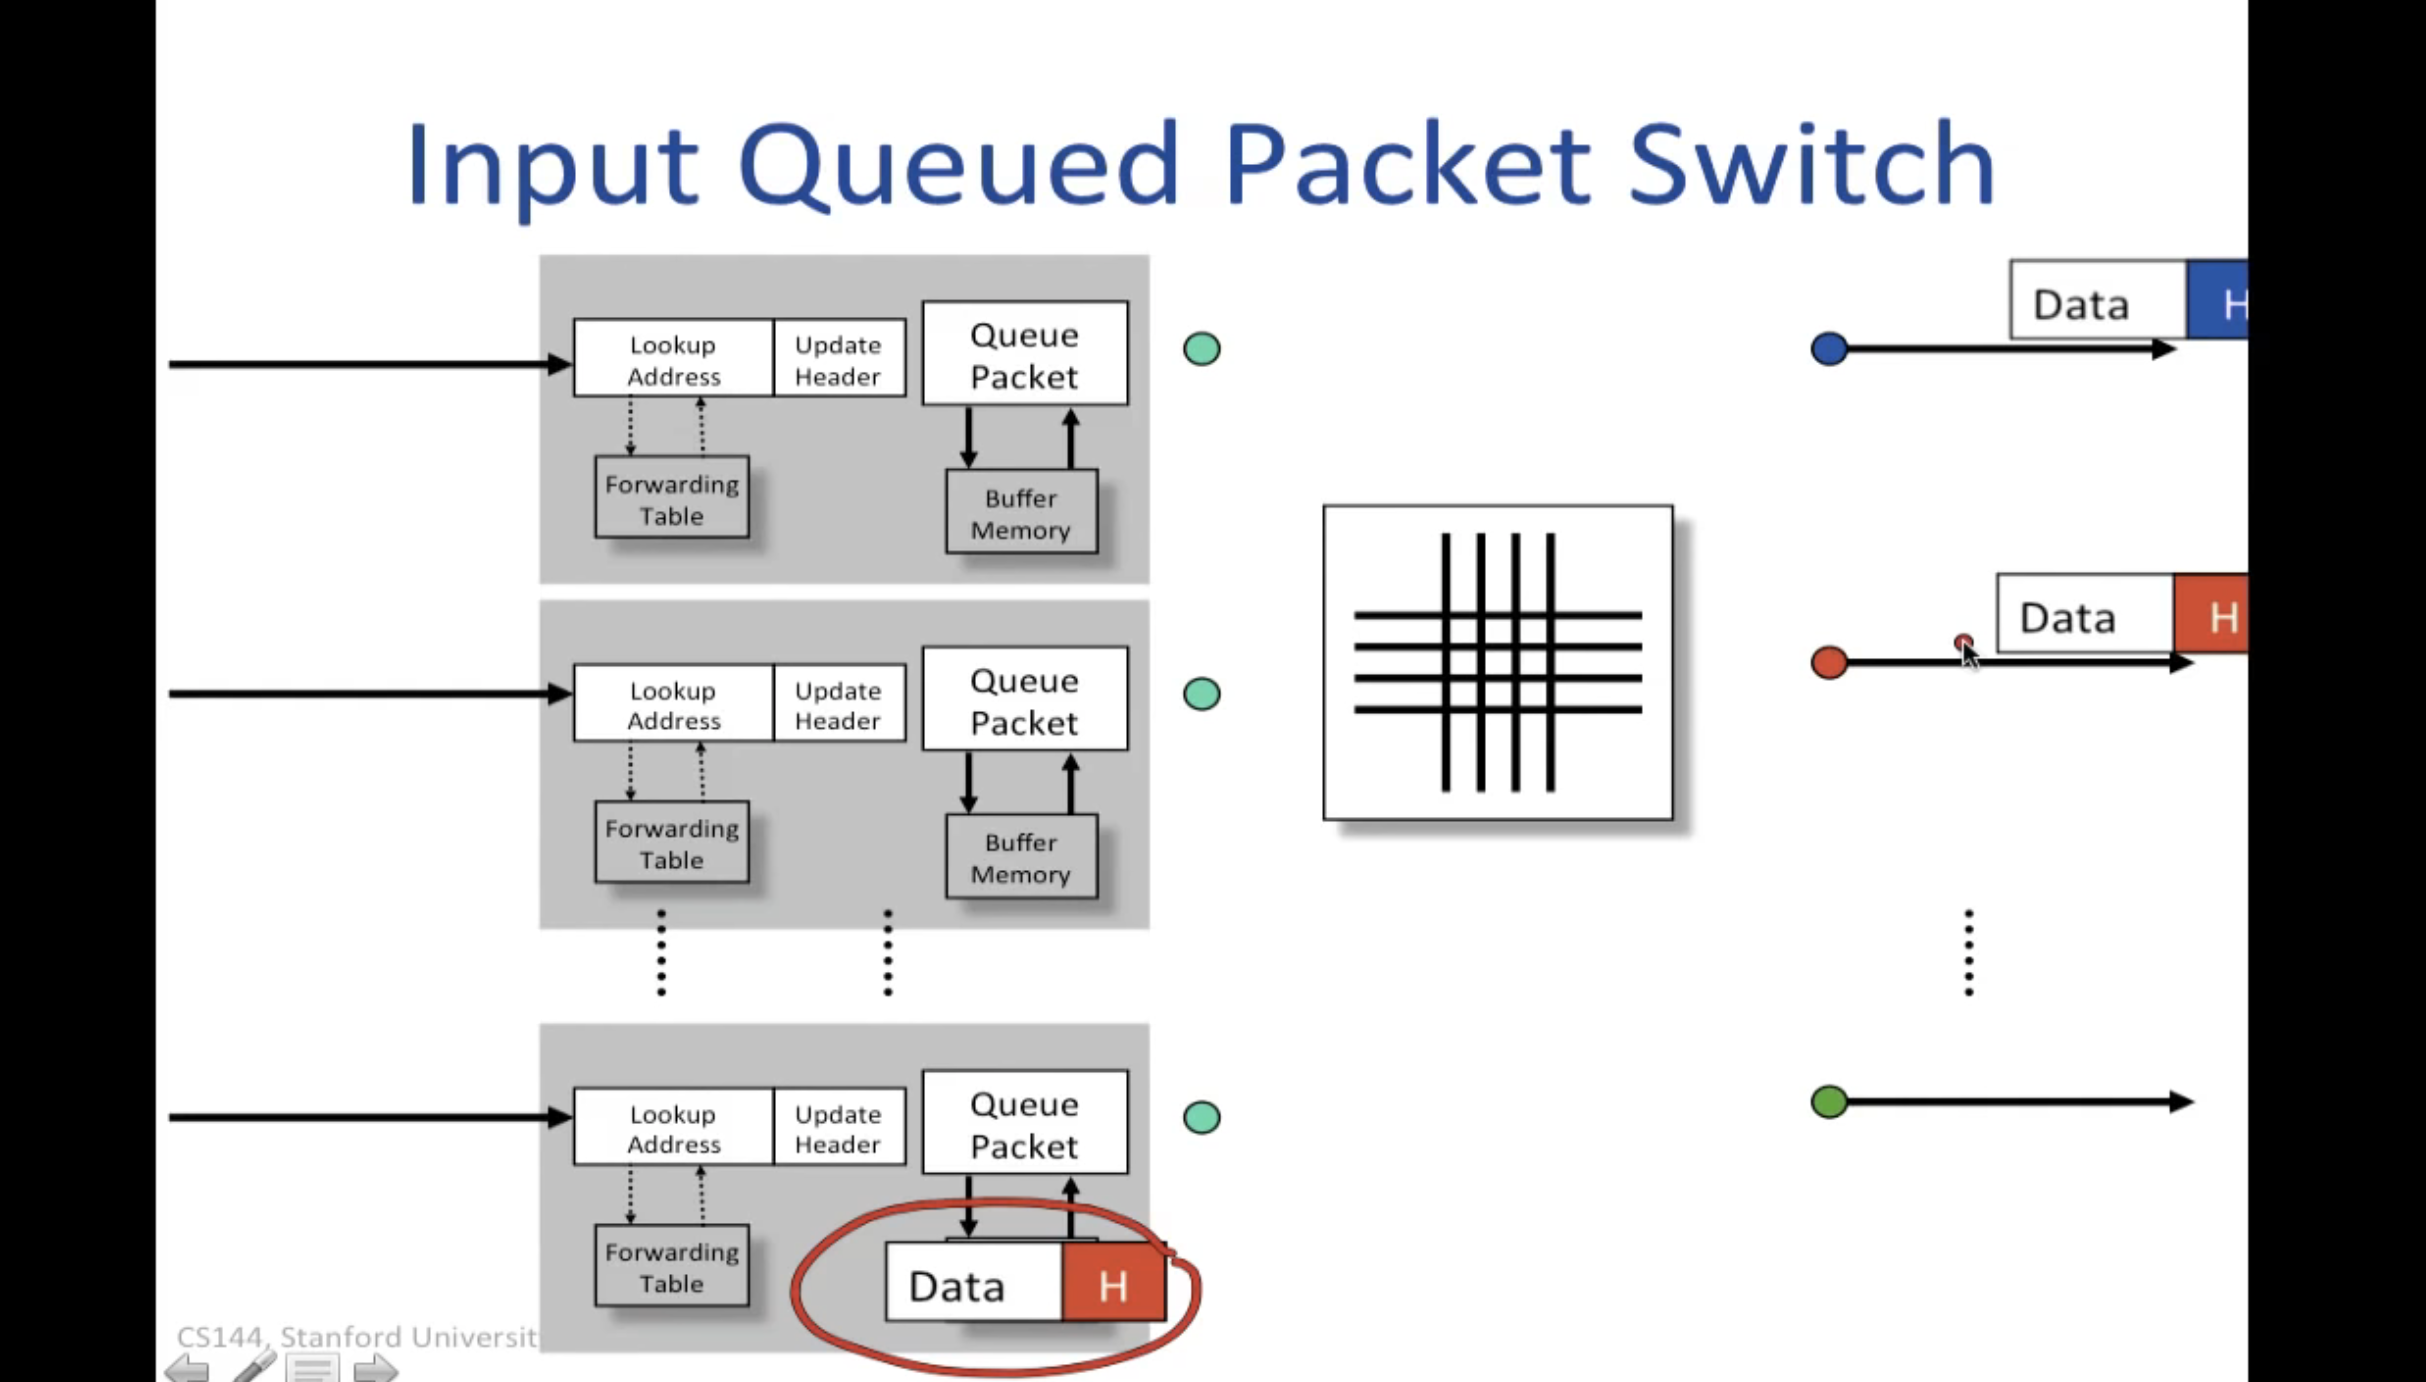 Input Queued Packet Switch
Data H
Lookup
Address
Update
Header
Queue
Packet
Forwarding
Table
Buffer
Memory
Data H
Lookup
Address
Update
Header
Queue
Packet
Forwarding
Table
Buffer
Memory
Lookup
Address
Update
Header
Queue
Packet
Forwarding
Table
Data H
CS144, Stanford Universit